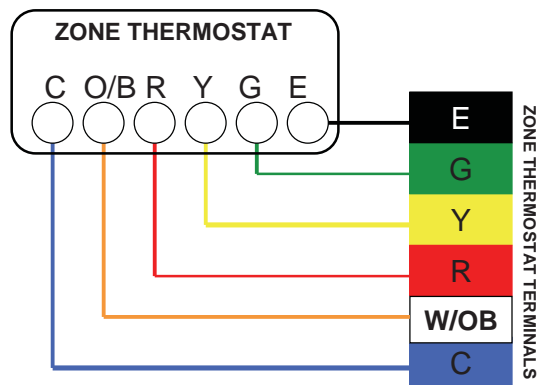 ZONE THERMOSTAT
C O/B R Y G E
E
G
Y
R
W/OB
C
ZONE THERMOSTAT TERMINALS